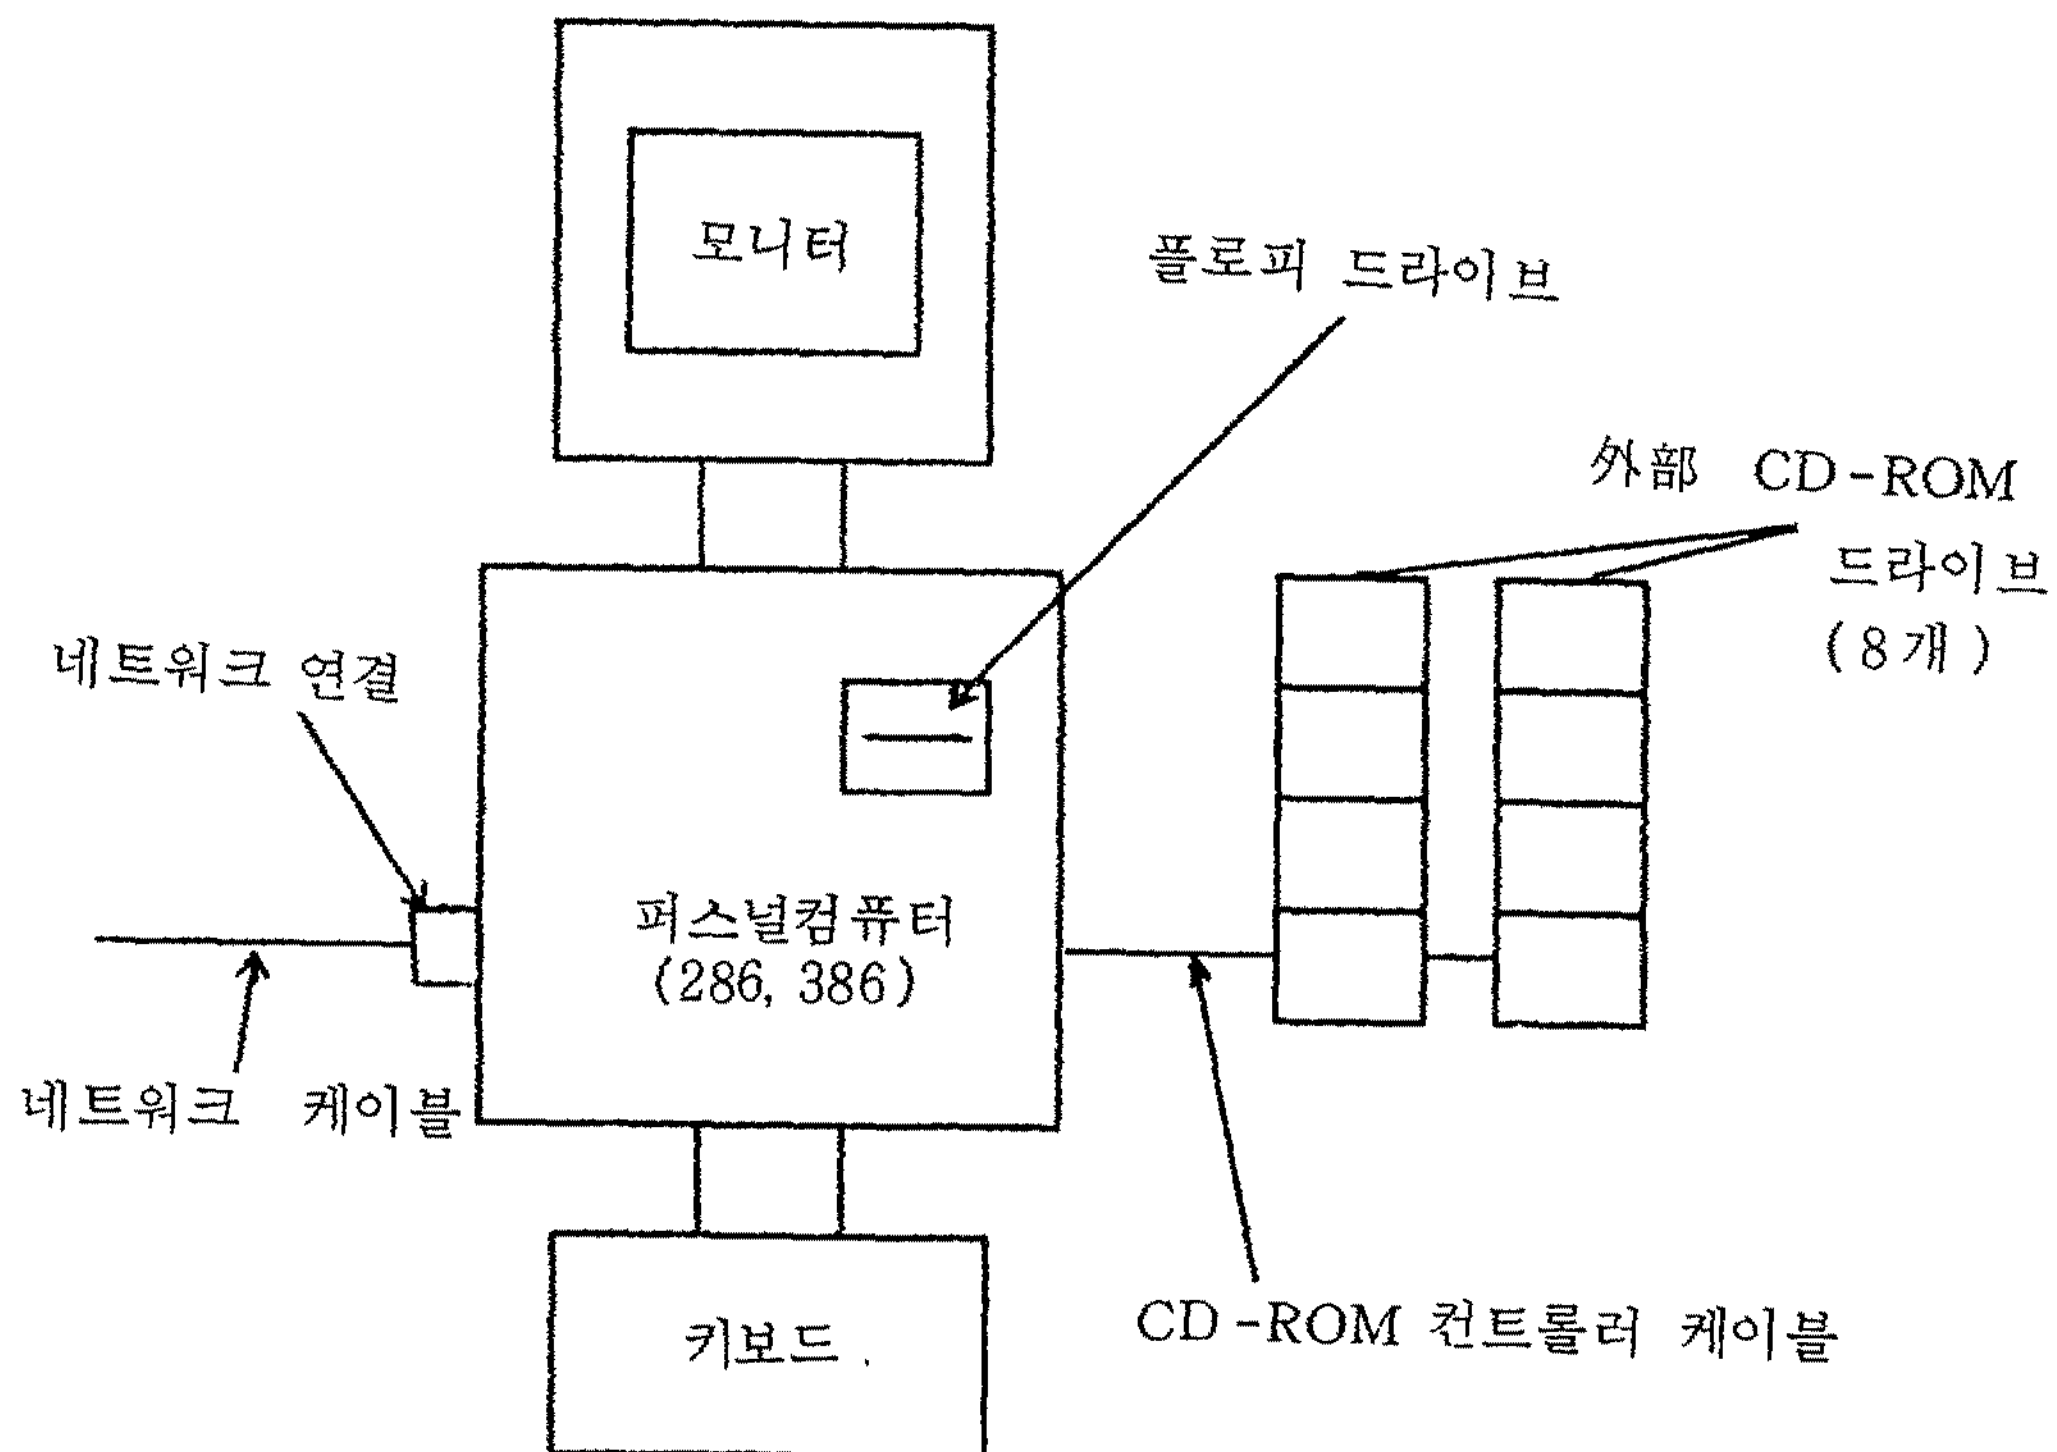 모니터
플로피 드라이브
外部 CD-ROM
드라이브
(8개)
네트워크 연결
퍼스널컴퓨터
(286, 386)
네트워크 케이블
CD-ROM 컨트롤러 케이블
키보드